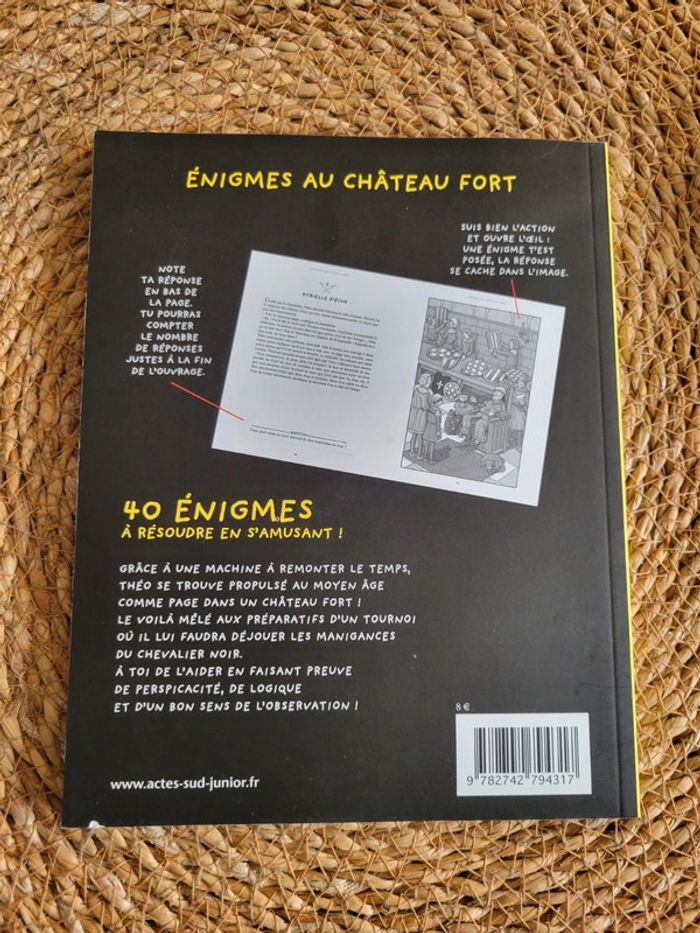 ÉNIGMES AU CHÂTEAU FORT
SUIS BIEN L'ACTION
ET OUVRE L'ŒIL :
UNE ÉNIGME T'EST
POSÉE, LA RÉPONSE
SE CACHE DANS L'IMAGE.
NOTE
TA RÉPONSE
EN BAS DE
LA PAGE.
TU POURRAS
COMPTER
LE NOMBRE
DE RÉPONSES
JUSTES À LA FIN
DE L'OUVRAGE.
MYRIELLE D'ÉCUS
40 ÉNIGMES
À RÉSOUDRE EN S'AMUSANT !
GRÂCE À UNE MACHINE À REMONTER LE TEMPS,
THÉO SE TROUVE PROPULSÉ AU MOYEN ÂGE
COMME PAGE DANS UN CHÂTEAU FORT !
LE VOILÀ MÊLÉ AUX PRÉPARATIFS D'UN TOURNOI
OÙ IL LUI FAUDRA DÉJOUER LES MANIGANCES
DU CHEVALIER NOIR.
À TOI DE L'AIDER EN FAISANT PREUVE
DE PERSPICACITÉ, DE LOGIQUE
ET D'UN BON SENS DE L'OBSERVATION !
8 €
9 782742 794317
www.actes-sud-junior.fr